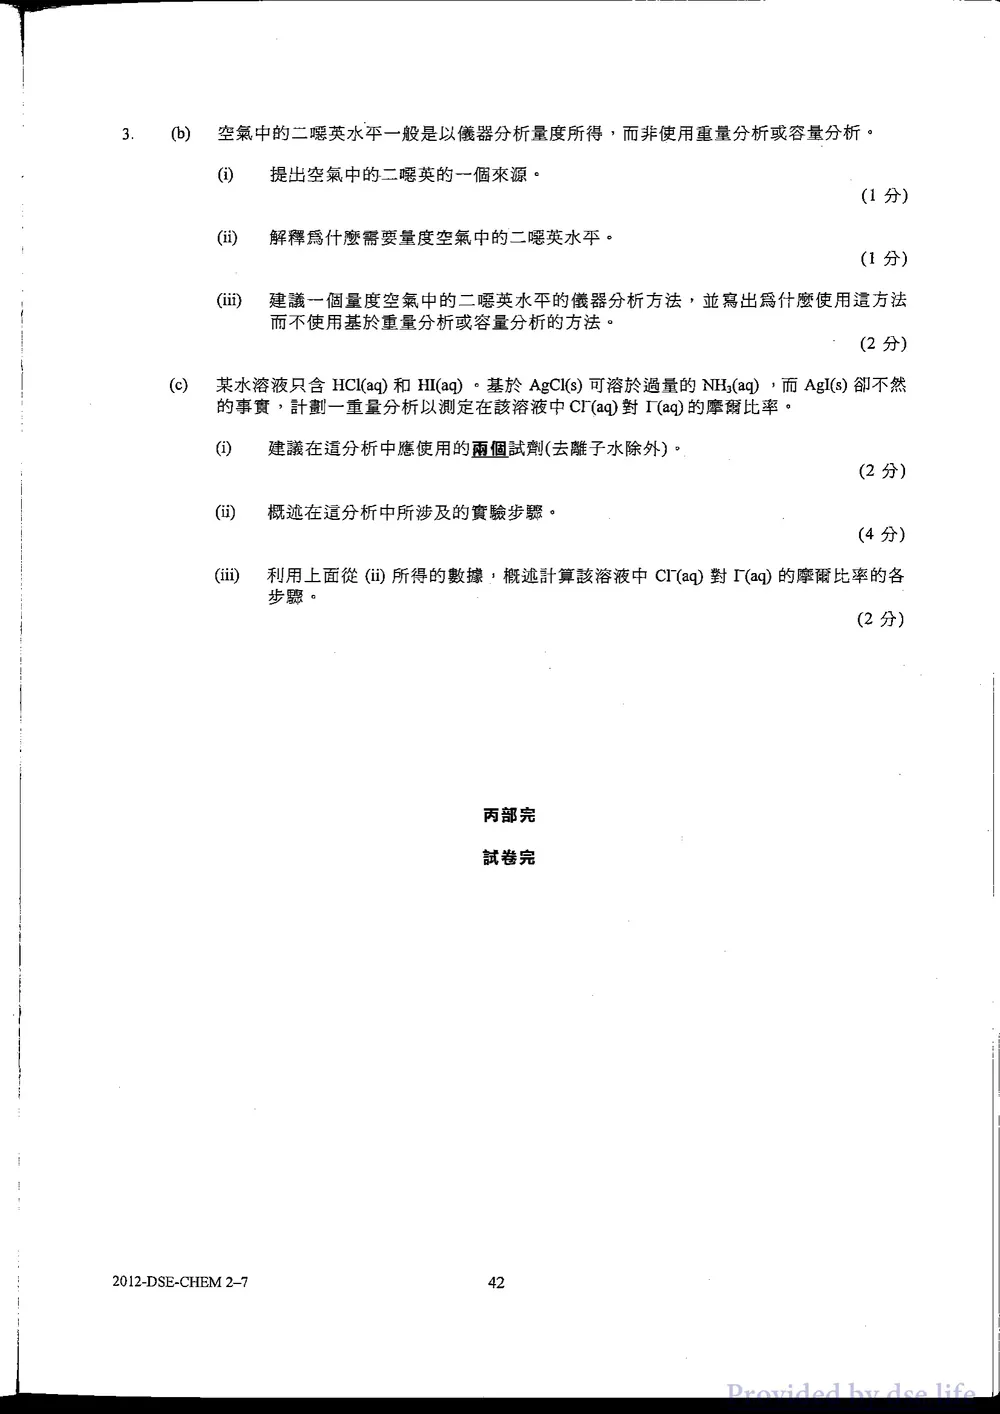 3. (b) 空氣中的二噁英水平一般是以儀器分析量度所得，而非使用重量分析或容量分析。
(i) 提出空氣中的二噁英的一個來源。
(1 分)
(ii) 解釋爲什麼需要量度空氣中的二噁英水平。
(1 分)
(iii) 建議一個量度空氣中的二噁英水平的儀器分析方法，並寫出爲什麼使用這方法
而不使用基於重量分析或容量分析的方法。
(2 分)
(c) 某水溶液只含 HCl(aq) 和 HI(aq) 。基於 AgCl(s) 可溶於過量的 NH₃(aq) ，而 AgI(s) 卻不然
的事實，計劃一重量分析以測定在該溶液中 Cl⁻(aq) 對 I⁻(aq) 的摩爾比率。
(i) 建議在這分析中應使用的兩個試劑(去離子水除外)。
(2 分)
(ii) 概述在這分析中所涉及的實驗步驟。
(4 分)
(iii) 利用上面從 (ii) 所得的數據，概述計算該溶液中 Cl⁻(aq) 對 I⁻(aq) 的摩爾比率的各
步驟。
(2 分)
丙部完
試卷完
2012-DSE-CHEM 2–7 42
Provided by dse.life